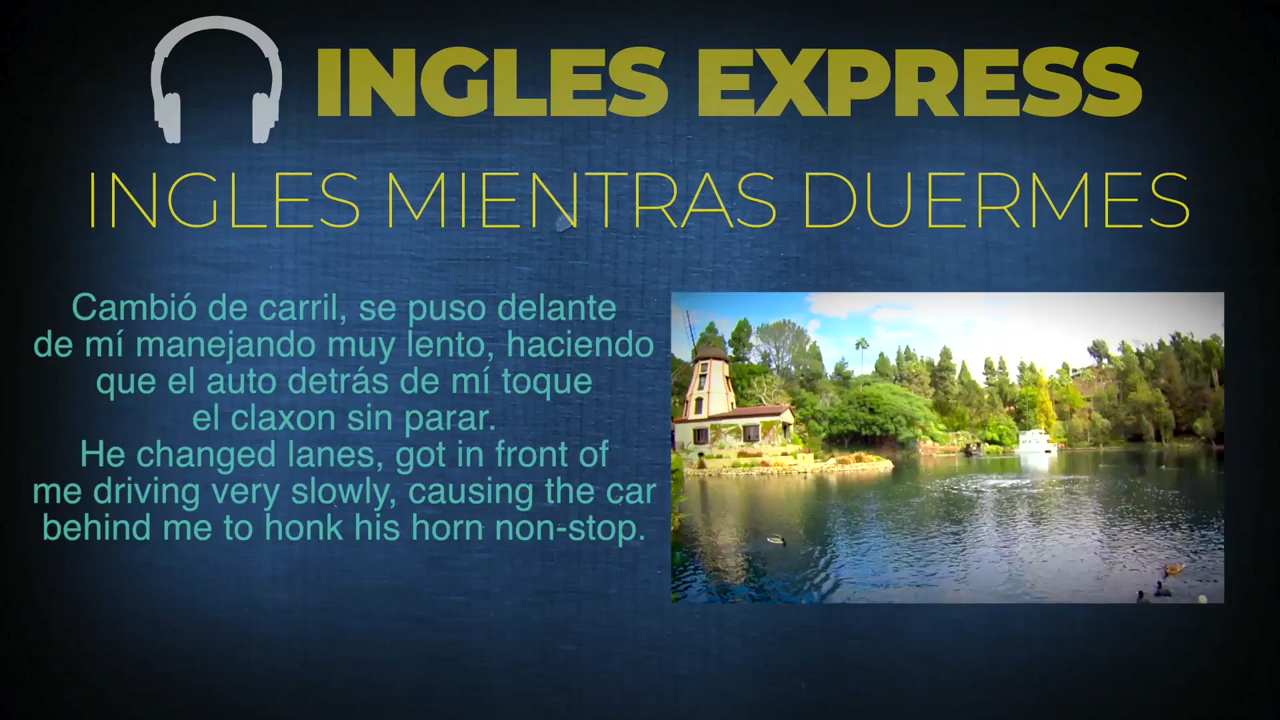 INGLES EXPRESS
INGLES MIENTRAS DUERMES
Cambió de carril, se puso delante
de mí manejando muy lento, haciendo
que el auto detrás de mí toque
el claxon sin parar.
He changed lanes, got in front of
me driving very slowly, causing the car
behind me to honk his horn non-stop.